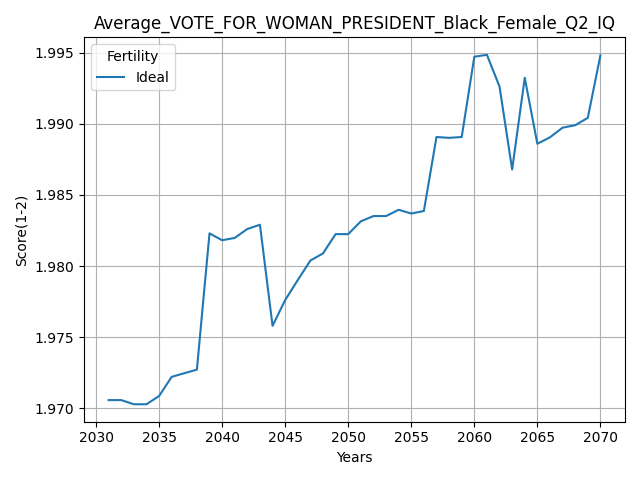 Average_VOTE_FOR_WOMAN_PRESIDENT_Black_Female_Q2_IQ
Fertility
Ideal
1.995
1.990
1.985
1.980
1.975
1.970
Score(1-2)
2030 2035 2040 2045 2050 2055 2060 2065 2070
Years